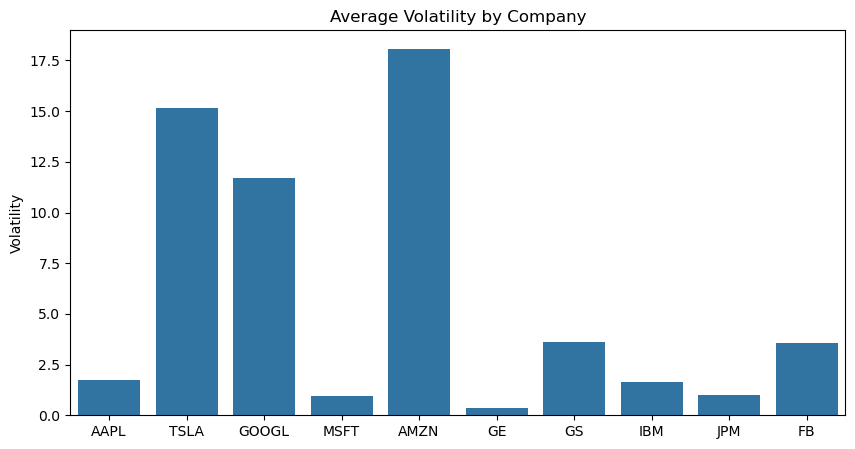 Average Volatility by Company
Volatility
17.5
15.0
12.5
10.0
7.5
5.0
2.5
0.0
AAPL TSLA GOOGL MSFT AMZN GE GS IBM JPM FB